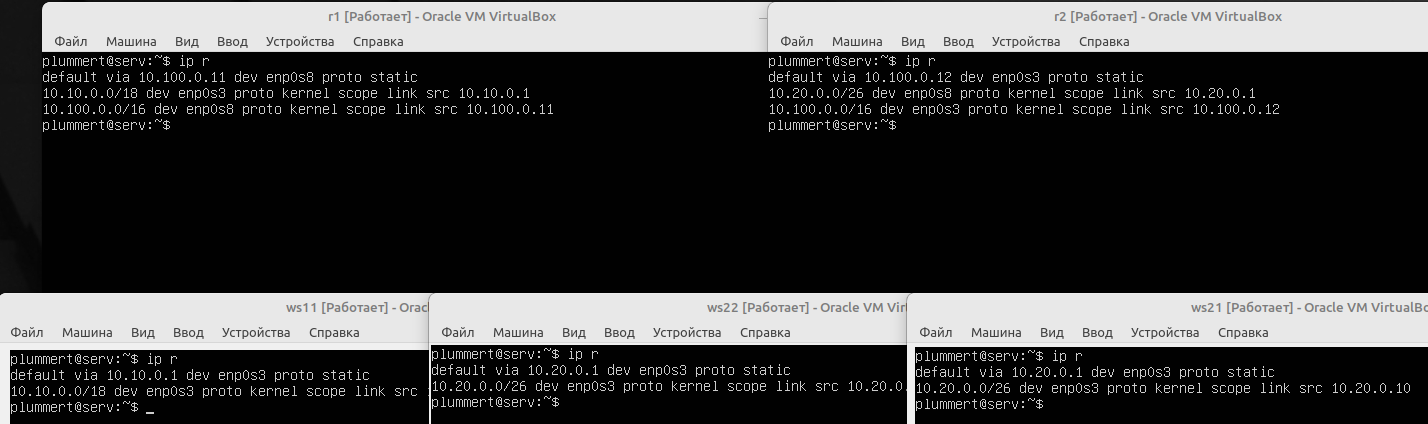 r1 [Работает] - Oracle VM VirtualBox
Файл Машина Вид Ввод Устройства Справка
plummert@serv:~$ ip r
default via 10.100.0.11 dev enp0s8 proto static
10.10.0.0/18 dev enp0s3 proto kernel scope link src 10.10.0.1
10.100.0.0/16 dev enp0s8 proto kernel scope link src 10.100.0.11
plummert@serv:~$
r2 [Работает] - Oracle VM VirtualBox
Файл Машина Вид Ввод Устройства Справка
plummert@serv:~$ ip r
default via 10.100.0.12 dev enp0s3 proto static
10.20.0.0/26 dev enp0s8 proto kernel scope link src 10.20.0.1
10.100.0.0/16 dev enp0s3 proto kernel scope link src 10.100.0.12
plummert@serv:~$
ws11 [Работает] - Orac
Файл Машина Вид Ввод Устройства Справка
plummert@serv:~$ ip r
default via 10.10.0.1 dev enp0s3 proto static
10.10.0.0/18 dev enp0s3 proto kernel scope link src
plummert@serv:~$ _
ws22 [Работает] - Oracle VM Virt
Файл Машина Вид Ввод Устройства Справка
plummert@serv:~$ ip r
default via 10.20.0.1 dev enp0s3 proto static
10.20.0.0/26 dev enp0s3 proto kernel scope link src 10.20.0.
plummert@serv:~$
ws21 [Работает] - Oracle VM VirtualBo
Файл Машина Вид Ввод Устройства Справка
plummert@serv:~$ ip r
default via 10.20.0.1 dev enp0s3 proto static
10.20.0.0/26 dev enp0s3 proto kernel scope link src 10.20.0.10
plummert@serv:~$